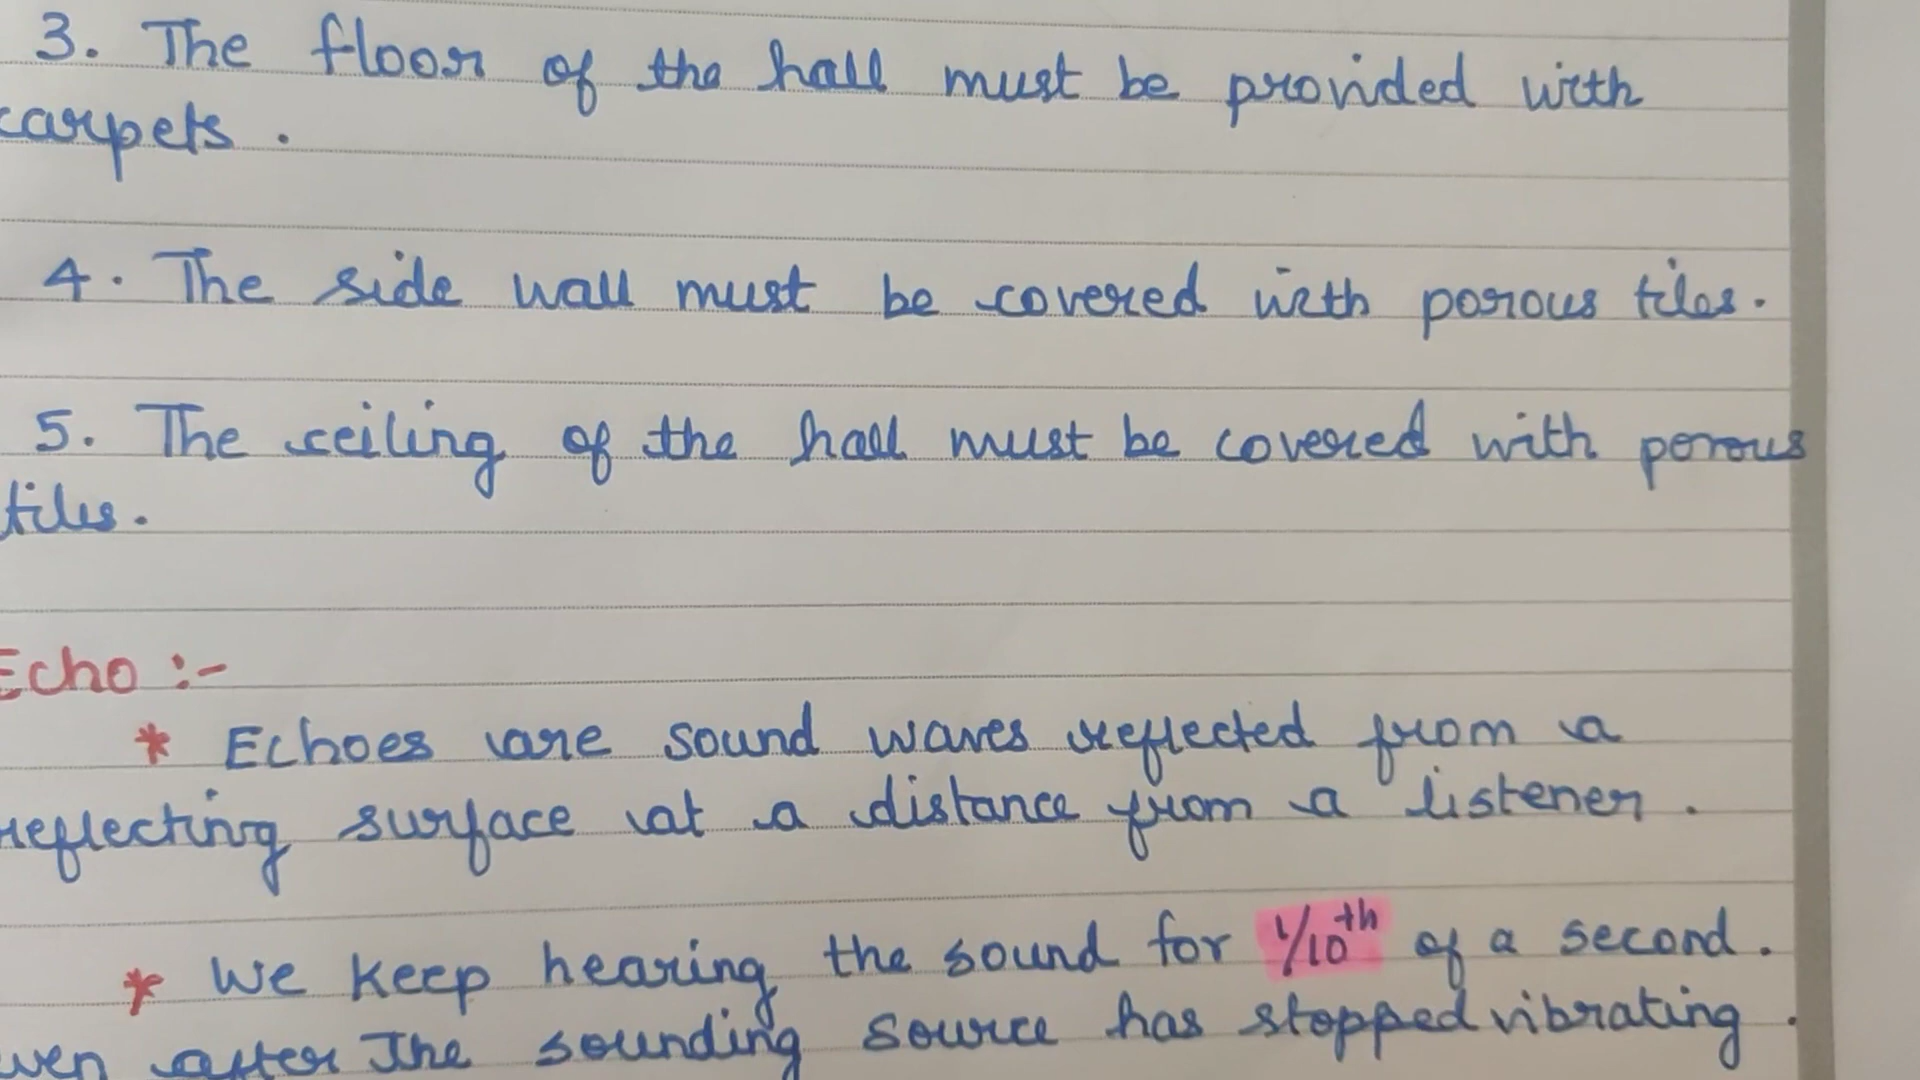 3. The floor of the hall must be provided with
carpets.
4. The side wall must be covered with porous tiles.
5. The ceiling of the hall must be covered with porous
tiles.
Echo :-
* Echoes are sound waves reflected from a
reflecting surface at a distance from a listener.
* We keep hearing the sound for 1/10th of a second.
even after The sounding source has stopped vibrating.